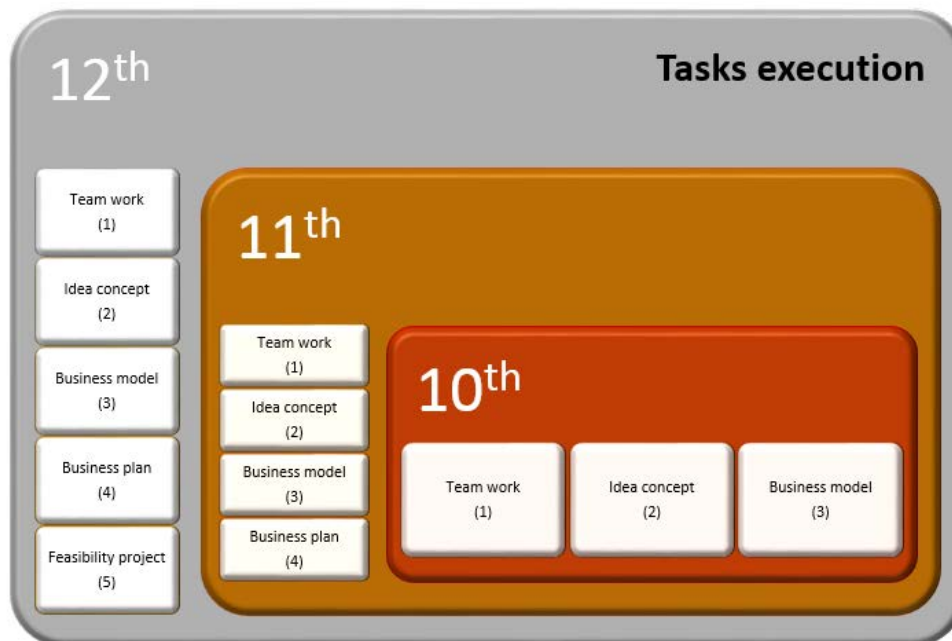 12th
Tasks execution
Team work
(1)
Idea concept
(2)
Business model
(3)
Business plan
(4)
Feasibility project
(5)
11th
Team work
(1)
Idea concept
(2)
Business model
(3)
Business plan
(4)
10th
Team work
(1)
Idea concept
(2)
Business model
(3)